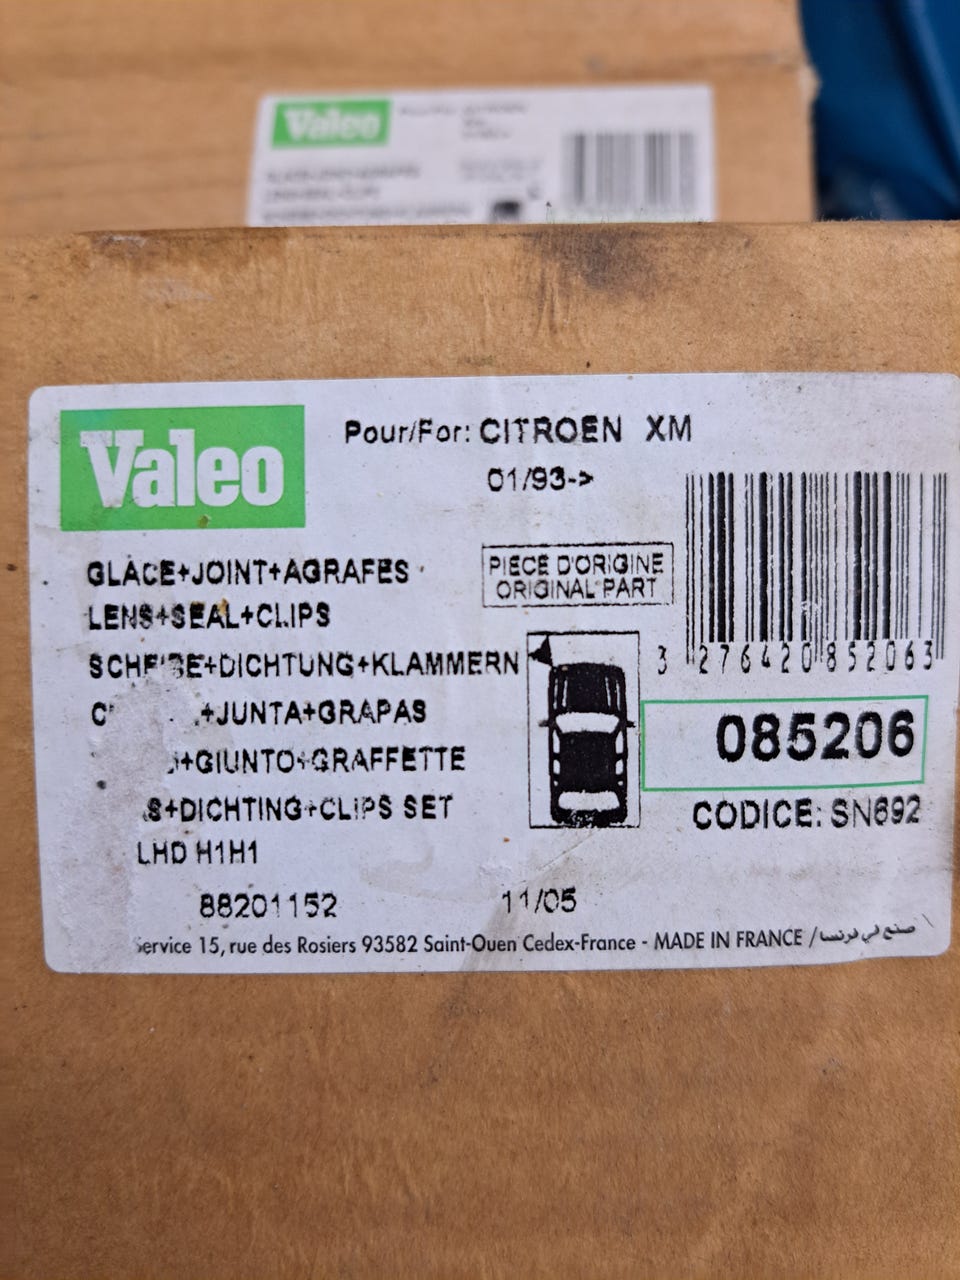 Valeo
Valeo
Pour/For: CITROEN XM
01/93->
GLACE+JOINT+AGRAFES
PIECE D'ORIGINE
ORIGINAL PART
LENS+SEAL+CLIPS
SCHEIBE+DICHTUNG+KLAMMERN
3 276420 852063
+JUNTA+GRAPAS
085206
+GIUNTO+GRAFFETTE
S+DICHTING+CLIPS SET
CODICE: SN692
LHD H1H1
88201152 11/05
Service 15, rue des Rosiers 93582 Saint-Ouen Cedex-France - MADE IN FRANCE / صنع في فرنسا